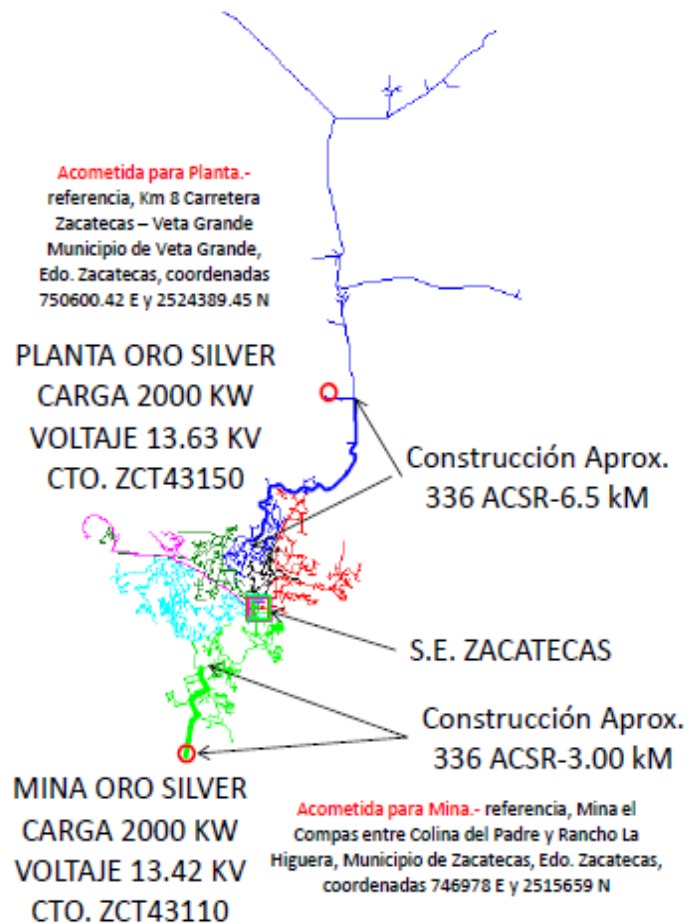 Acometida para Planta.-
referencia, Km 8 Carretera
Zacatecas – Veta Grande
Municipio de Veta Grande,
Edo. Zacatecas, coordenadas
750600.42 E y 2524389.45 N
PLANTA ORO SILVER
CARGA 2000 KW
VOLTAJE 13.63 KV
CTO. ZCT43150
Construcción Aprox.
336 ACSR-6.5 kM
S.E. ZACATECAS
Construcción Aprox.
336 ACSR-3.00 kM
MINA ORO SILVER
CARGA 2000 KW
VOLTAJE 13.42 KV
CTO. ZCT43110
Acometida para Mina.- referencia, Mina el
Compas entre Colina del Padre y Rancho La
Higuera, Municipio de Zacatecas, Edo. Zacatecas,
coordenadas 746978 E y 2515659 N